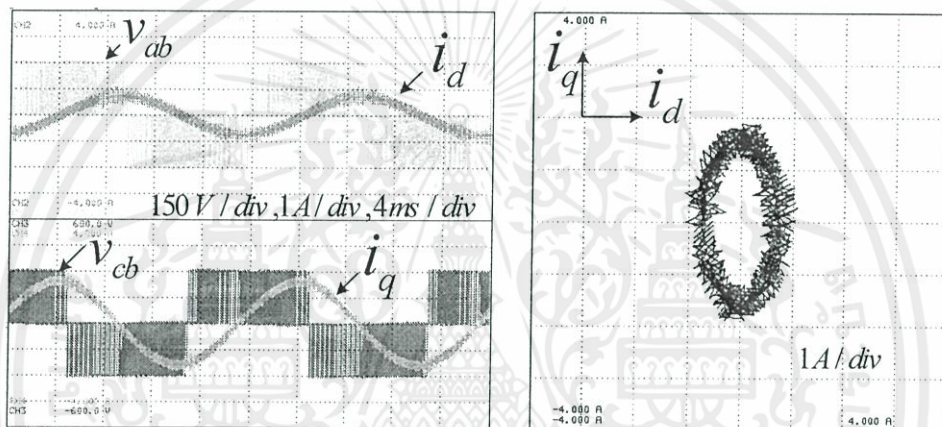 CH2 4.000 A
v_ab
i_d
CH2 -4.000 A
150 V / div, 1A / div, 4ms / div
CH3 600.0 V
v_cb
i_q
CH3 -600.0 V
4.000 A
i_q
i_d
1A / div
-4.000 A
-4.000 A
4.000 A